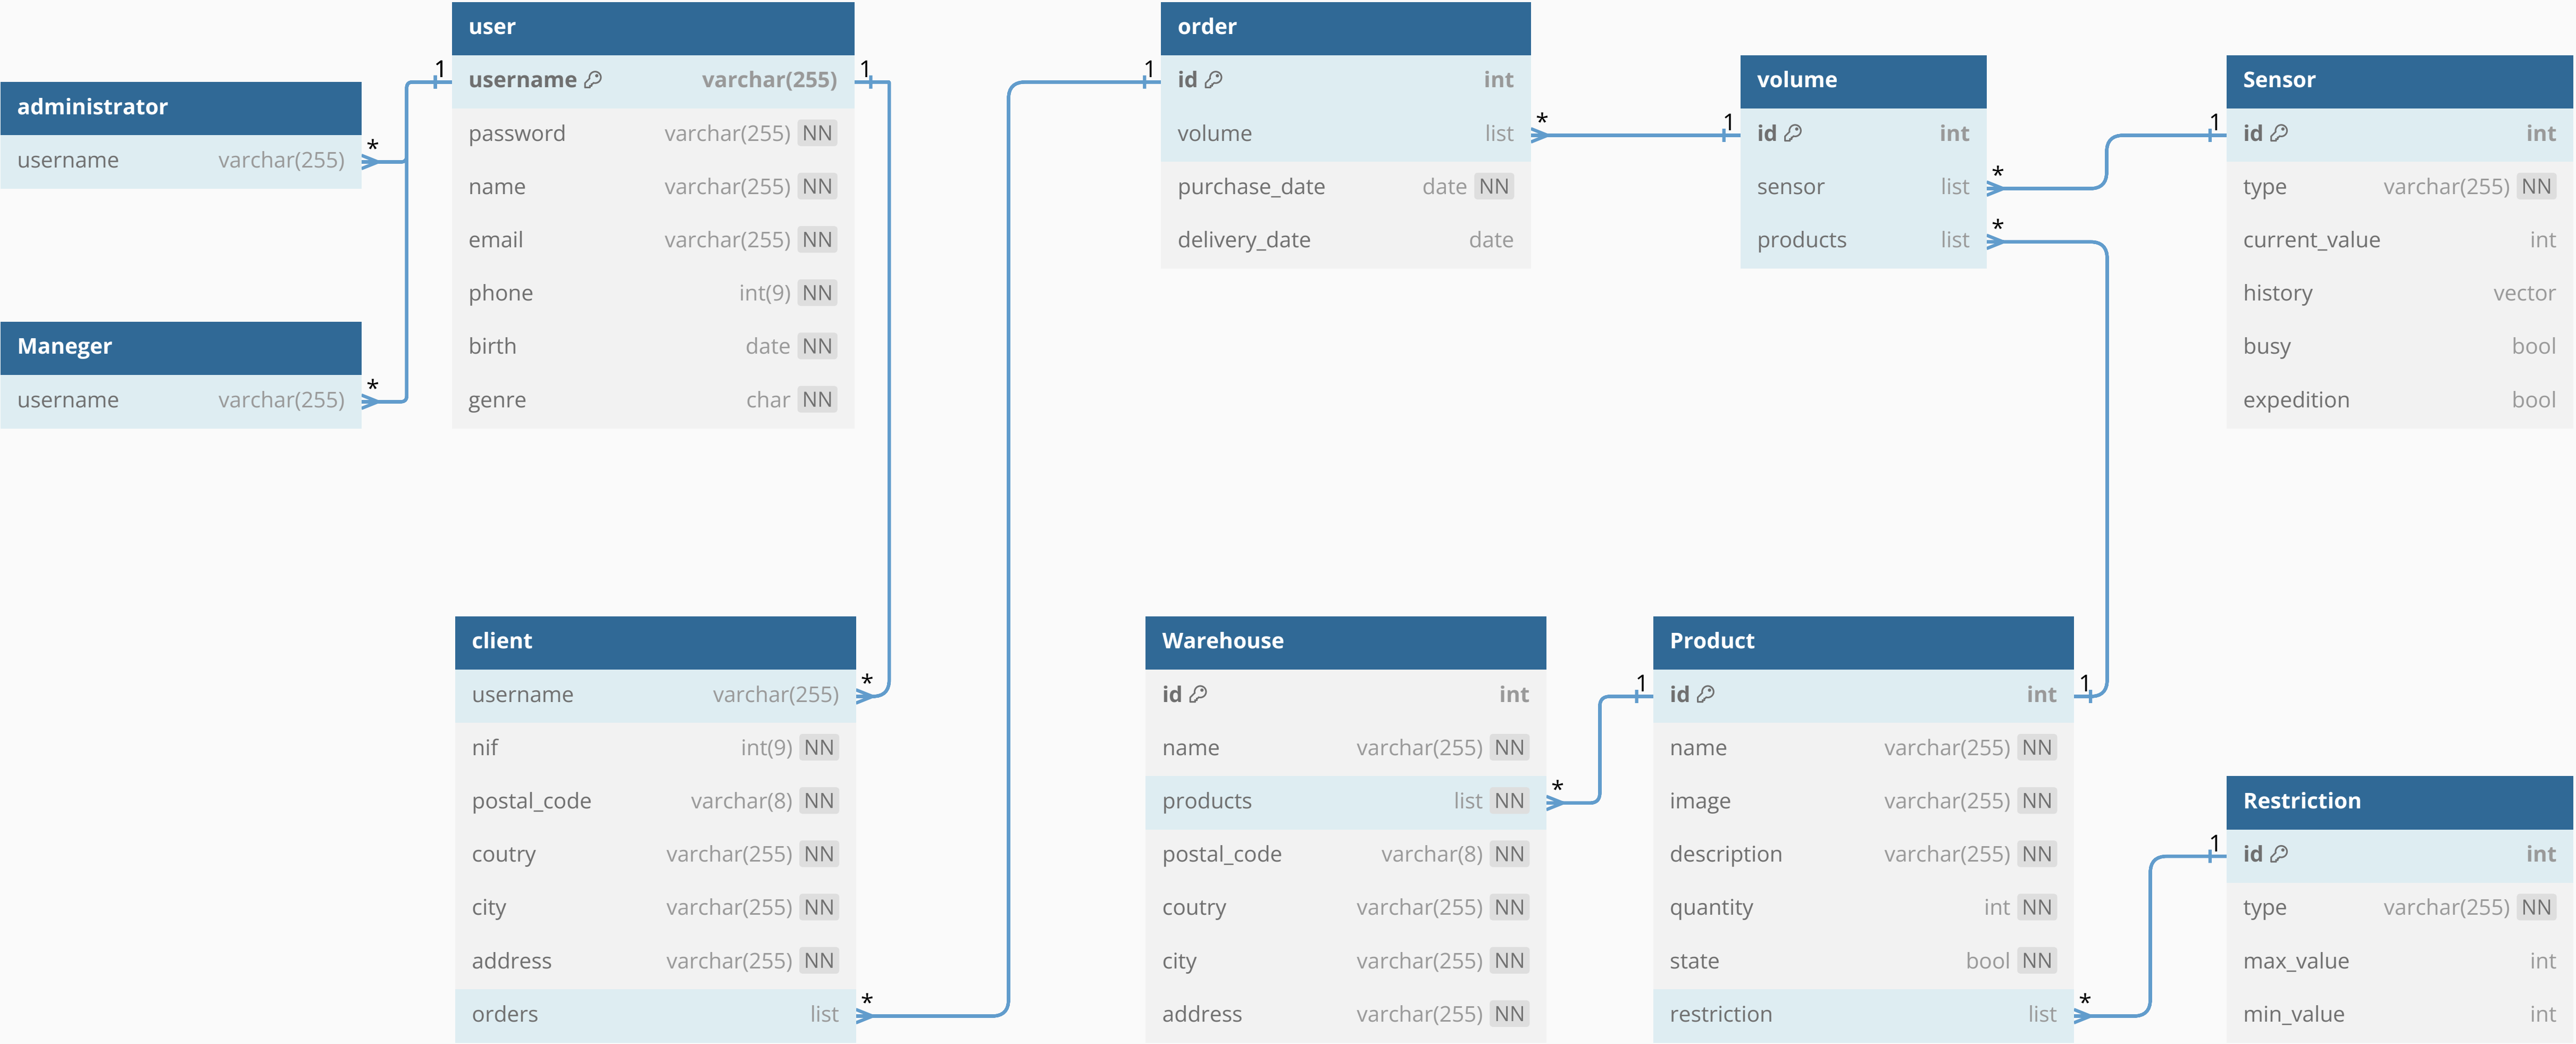 user
1
username varchar(255)
1
password varchar(255) NN
name varchar(255) NN
email varchar(255) NN
phone int(9) NN
birth date NN
genre char NN
administrator
username varchar(255)
*
Maneger
username varchar(255)
*
order
1
id int
volume list
*
purchase_date date NN
delivery_date date
volume
1
id int
sensor list
*
products list
*
Sensor
1
id int
type varchar(255) NN
current_value int
history vector
busy bool
expedition bool
client
username varchar(255)
*
nif int(9) NN
postal_code varchar(8) NN
coutry varchar(255) NN
city varchar(255) NN
address varchar(255) NN
orders list
*
Warehouse
id int
name varchar(255) NN
products list NN
*
postal_code varchar(8) NN
coutry varchar(255) NN
city varchar(255) NN
address varchar(255) NN
Product
1
id int
1
name varchar(255) NN
image varchar(255) NN
description varchar(255) NN
quantity int NN
state bool NN
restriction list
*
Restriction
1
id int
type varchar(255) NN
max_value int
min_value int